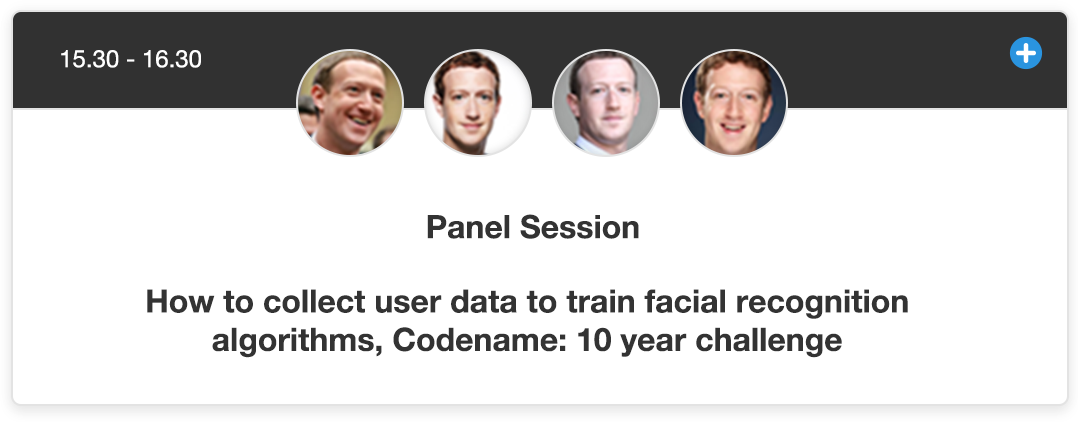 15.30 - 16.30
Panel Session
How to collect user data to train facial recognition
algorithms, Codename: 10 year challenge